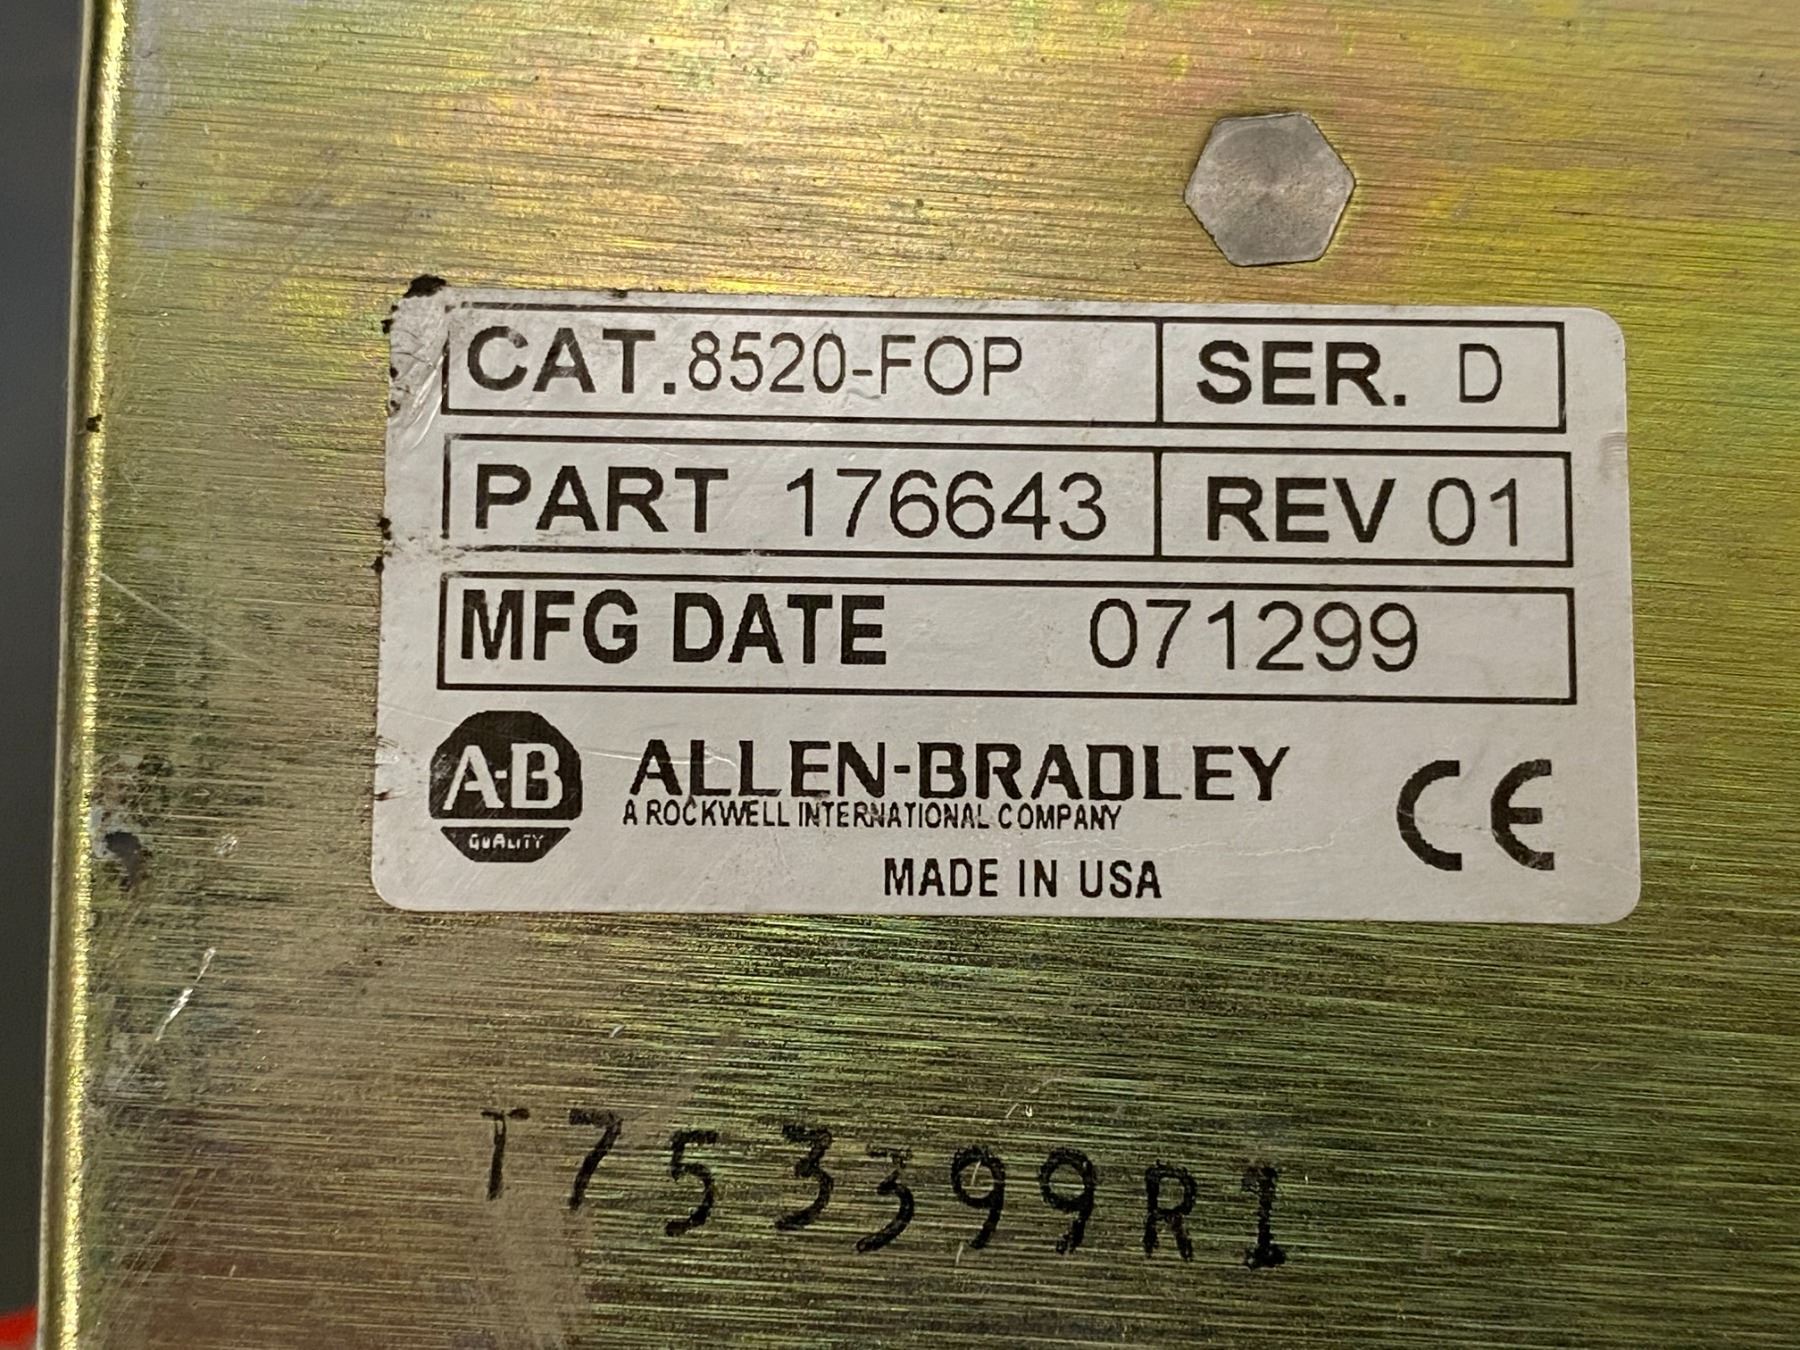 CAT. 8520-FOP SER. D
PART 176643 REV 01
MFG DATE 071299
A-B ALLEN-BRADLEY CE
A ROCKWELL INTERNATIONAL COMPANY
QUALITY
MADE IN USA
T753399R1